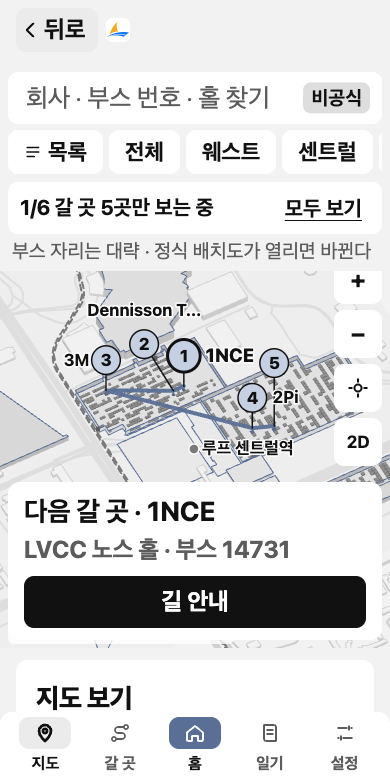 뒤로
회사 · 부스 번호 · 홀 찾기 비공식
목록 전체 웨스트 센트럴
1/6 갈 곳 5곳만 보는 중 모두 보기
부스 자리는 대략 · 정식 배치도가 열리면 바뀐다
+
Dennisson T...
−
2
3M 3 1 1NCE 5
4 2Pi
2D
루프 센트럴역
다음 갈 곳 · 1NCE
LVCC 노스 홀 · 부스 14731
길 안내
지도 보기
지도 갈 곳 홈 일기 설정